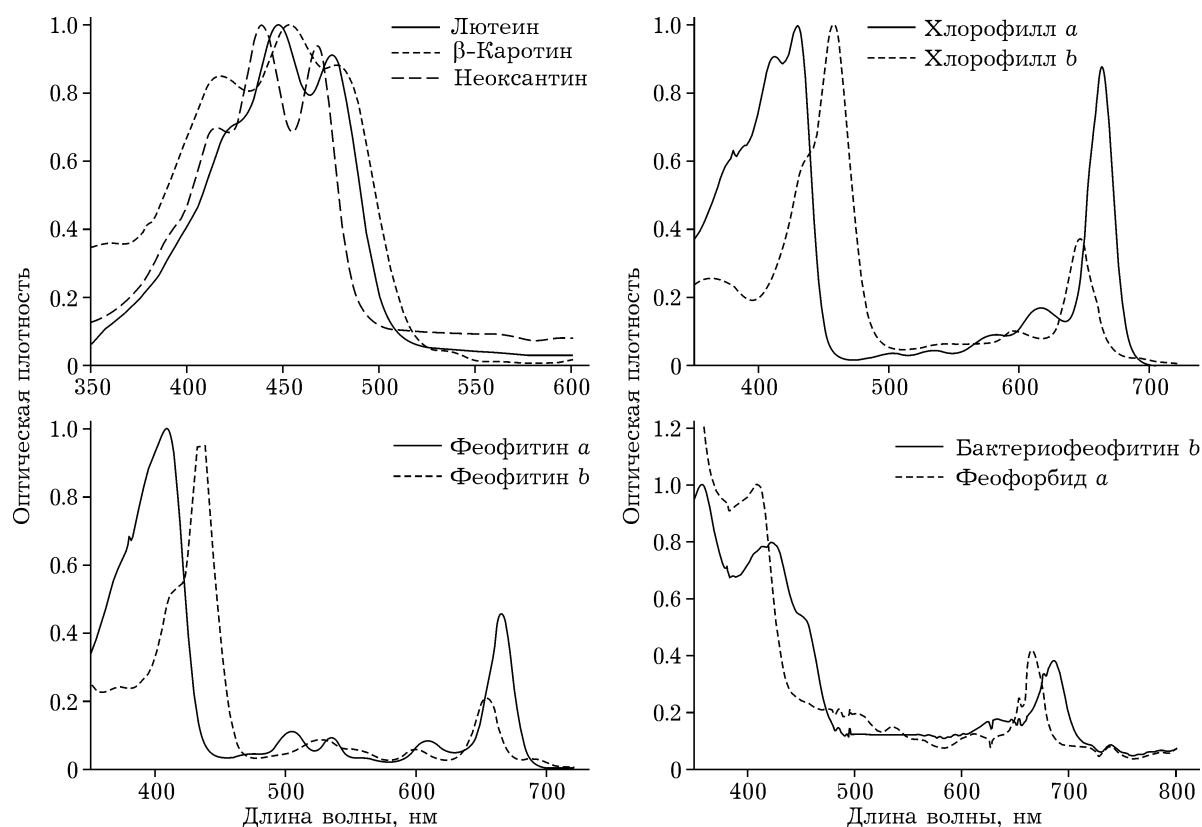 1.0
0.8
0.6
0.4
0.2
0
350 400 450 500 550 600
Лютеин
β-Каротин
Неоксантин
1.0
0.8
0.6
0.4
0.2
0
400 500 600 700
Хлорофилл a
Хлорофилл b
Оптическая плотность
Оптическая плотность
1.0
0.8
0.6
0.4
0.2
0
400 500 600 700
Длина волны, нм
Феофитин a
Феофитин b
1.2
1.0
0.8
0.6
0.4
0.2
0
400 500 600 700 800
Длина волны, нм
Бактериофеофитин b
Феофорбид a